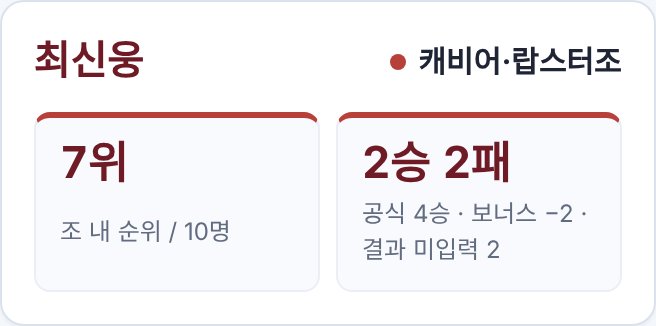 최신웅
캐비어·랍스터조
7위
조 내 순위 / 10명
2승 2패
공식 4승 · 보너스 −2 ·
결과 미입력 2